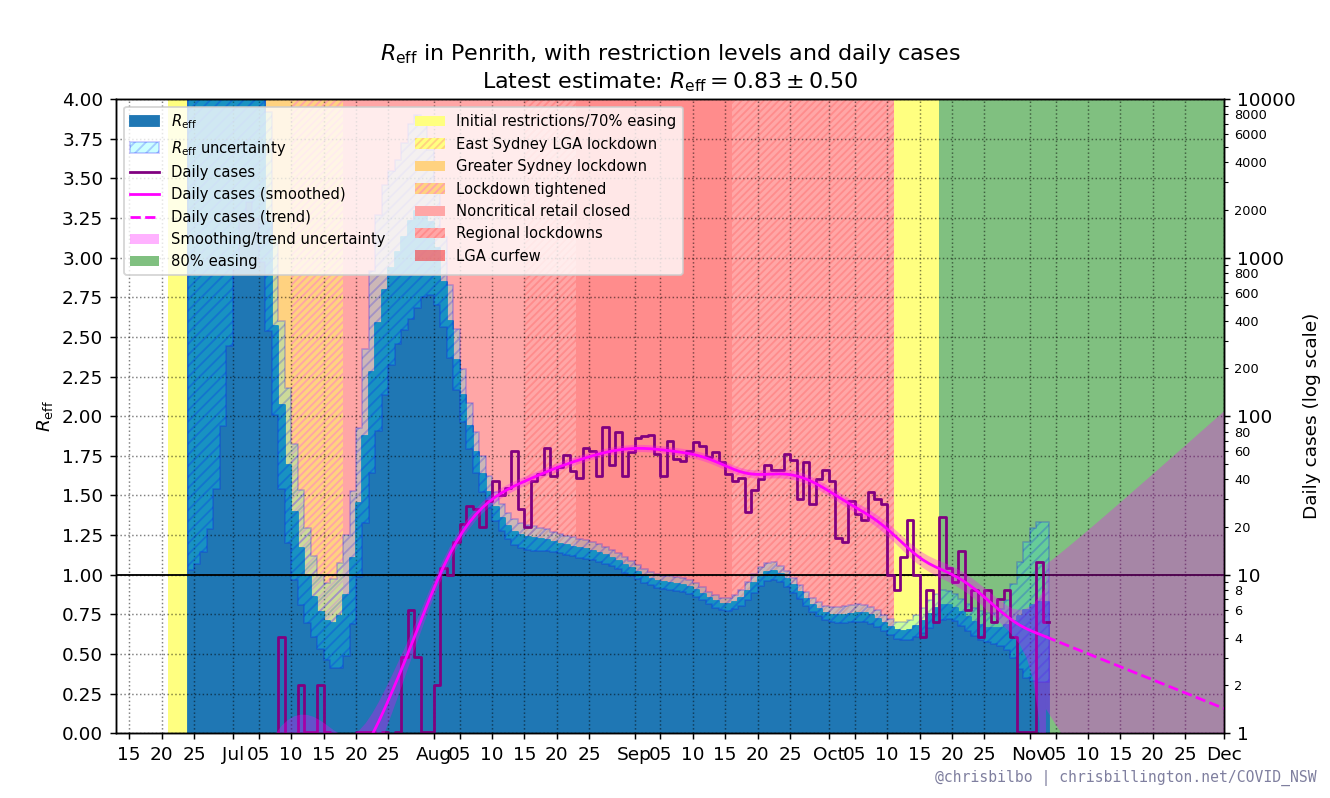 R_eff in Penrith, with restriction levels and daily cases
Latest estimate: R_eff = 0.83 ± 0.50
R_eff
R_eff uncertainty
Daily cases
Daily cases (smoothed)
Daily cases (trend)
Smoothing/trend uncertainty
80% easing
Initial restrictions/70% easing
East Sydney LGA lockdown
Greater Sydney lockdown
Lockdown tightened
Noncritical retail closed
Regional lockdowns
LGA curfew
R_eff
4.00
3.75
3.50
3.25
3.00
2.75
2.50
2.25
2.00
1.75
1.50
1.25
1.00
0.75
0.50
0.25
0.00
10000
8000
6000
4000
2000
1000
800
600
400
200
100
80
60
40
20
10
8
6
4
2
1
Daily cases (log scale)
15 20 25 Jul 05 10 15 20 25 Aug 05 10 15 20 25 Sep 05 10 15 20 25 Oct 05 10 15 20 25 Nov 05 10 15 20 25 Dec
@chrisbilbo | chrisbillington.net/COVID_NSW